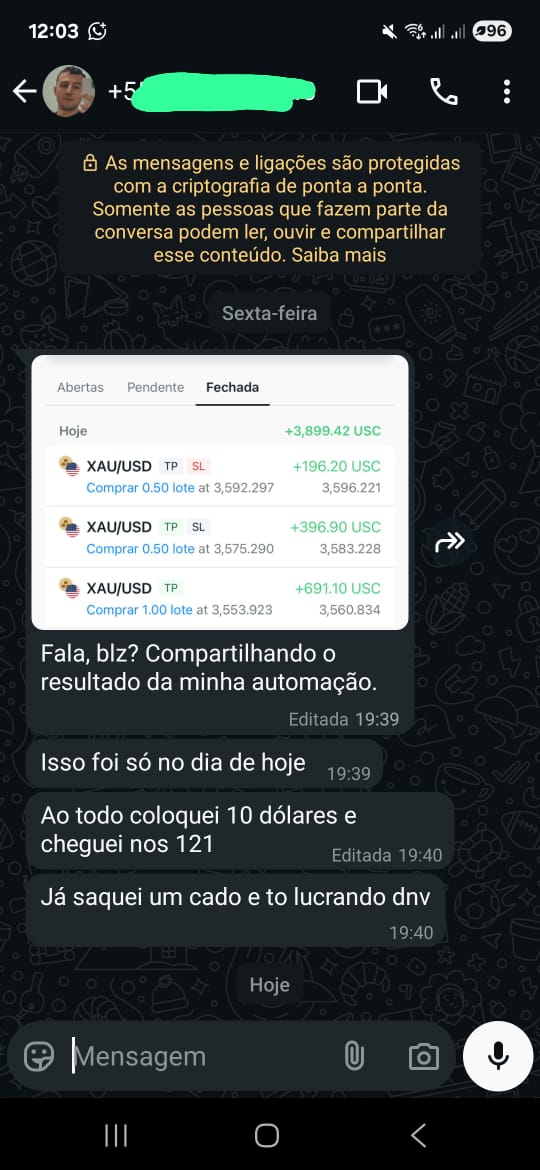 12:03
96
+5
As mensagens e ligações são protegidas
com a criptografia de ponta a ponta.
Somente as pessoas que fazem parte da
conversa podem ler, ouvir e compartilhar
esse conteúdo. Saiba mais
Sexta-feira
Abertas Pendente Fechada
Hoje +3,899.42 USC
XAU/USD TP SL +196.20 USC
Comprar 0.50 lote at 3,592.297 3,596.221
XAU/USD TP SL +396.90 USC
Comprar 0.50 lote at 3,575.290 3,583.228
XAU/USD TP +691.10 USC
Comprar 1.00 lote at 3,553.923 3,560.834
Fala, blz? Compartilhando o
resultado da minha automação.
Editada 19:39
Isso foi só no dia de hoje 19:39
Ao todo coloquei 10 dólares e
cheguei nos 121 Editada 19:40
Já saquei um cado e to lucrando dnv
19:40
Hoje
Mensagem